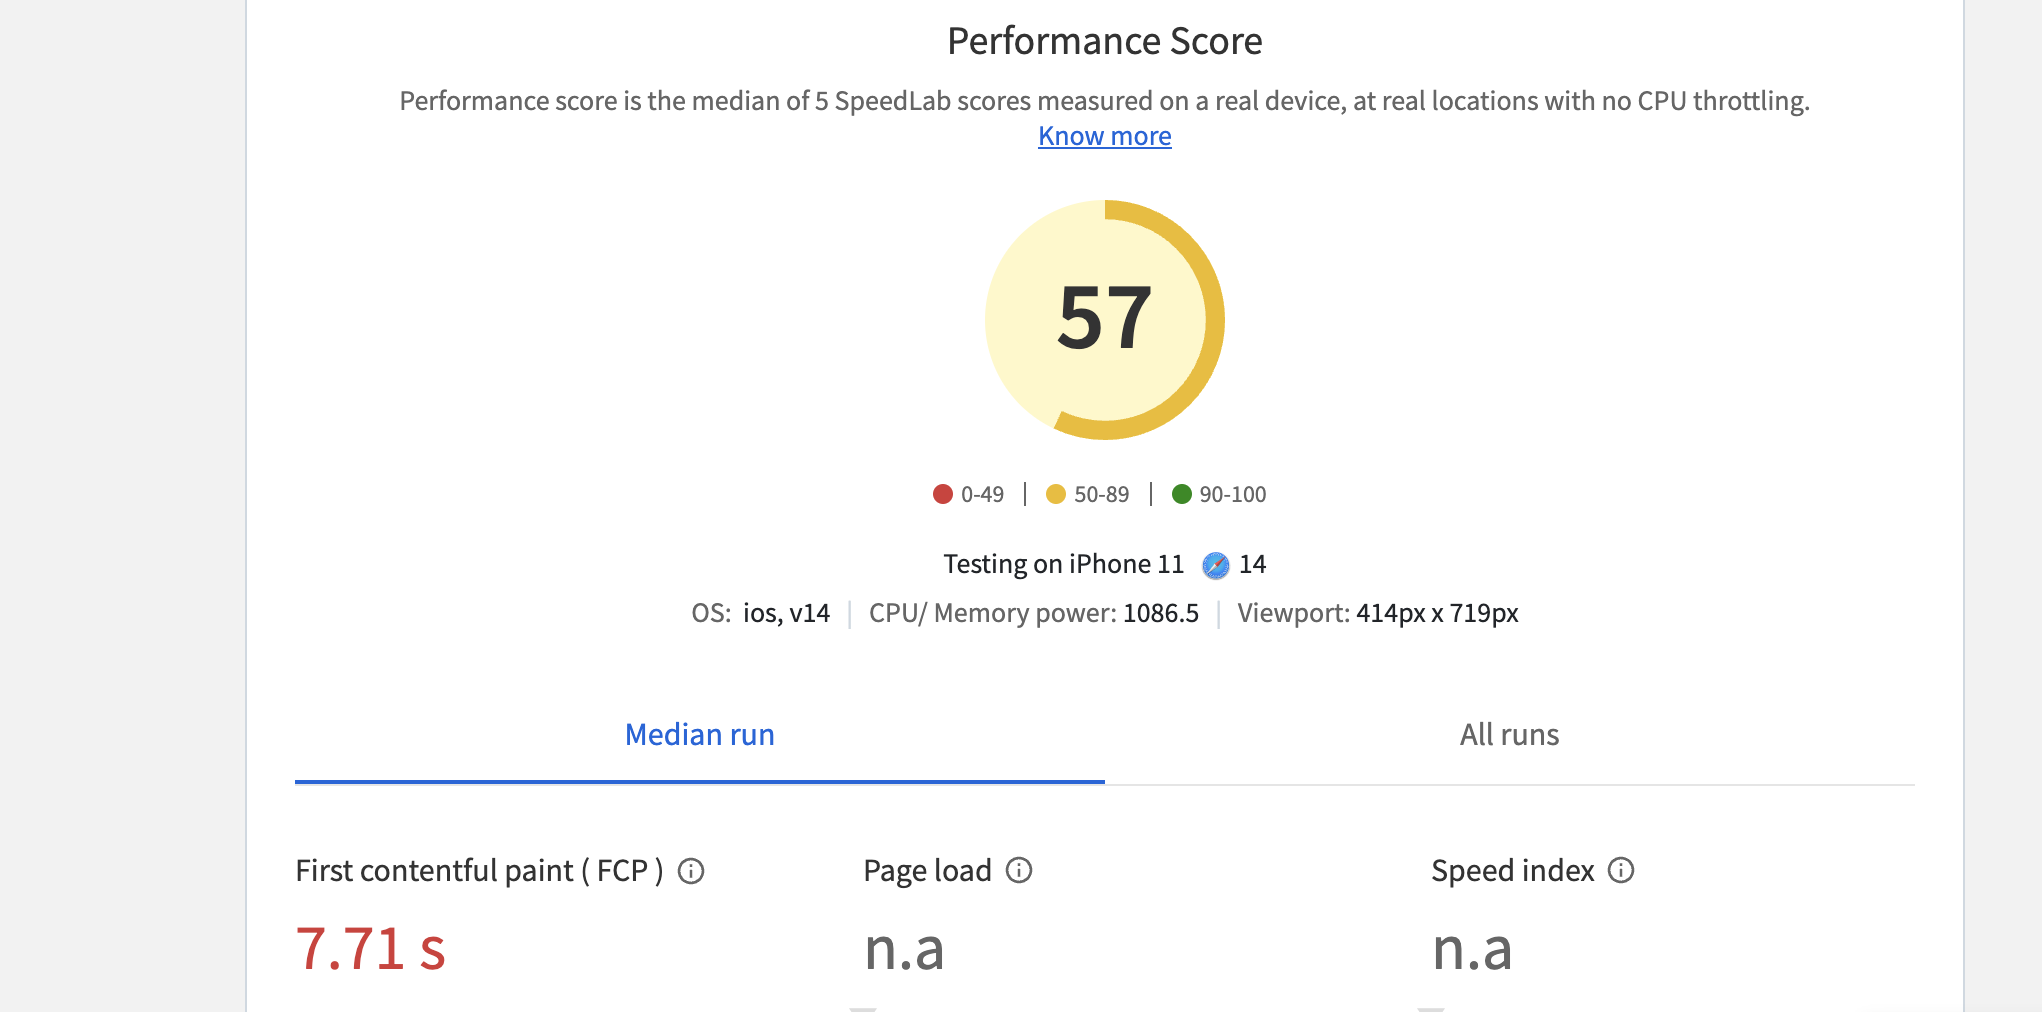 Performance Score
Performance score is the median of 5 SpeedLab scores measured on a real device, at real locations with no CPU throttling.
Know more
57
0-49 | 50-89 | 90-100
Testing on iPhone 11 14
OS: ios, v14 | CPU/ Memory power: 1086.5 | Viewport: 414px x 719px
Median run All runs
First contentful paint ( FCP ) Page load Speed index
7.71 s n.a n.a